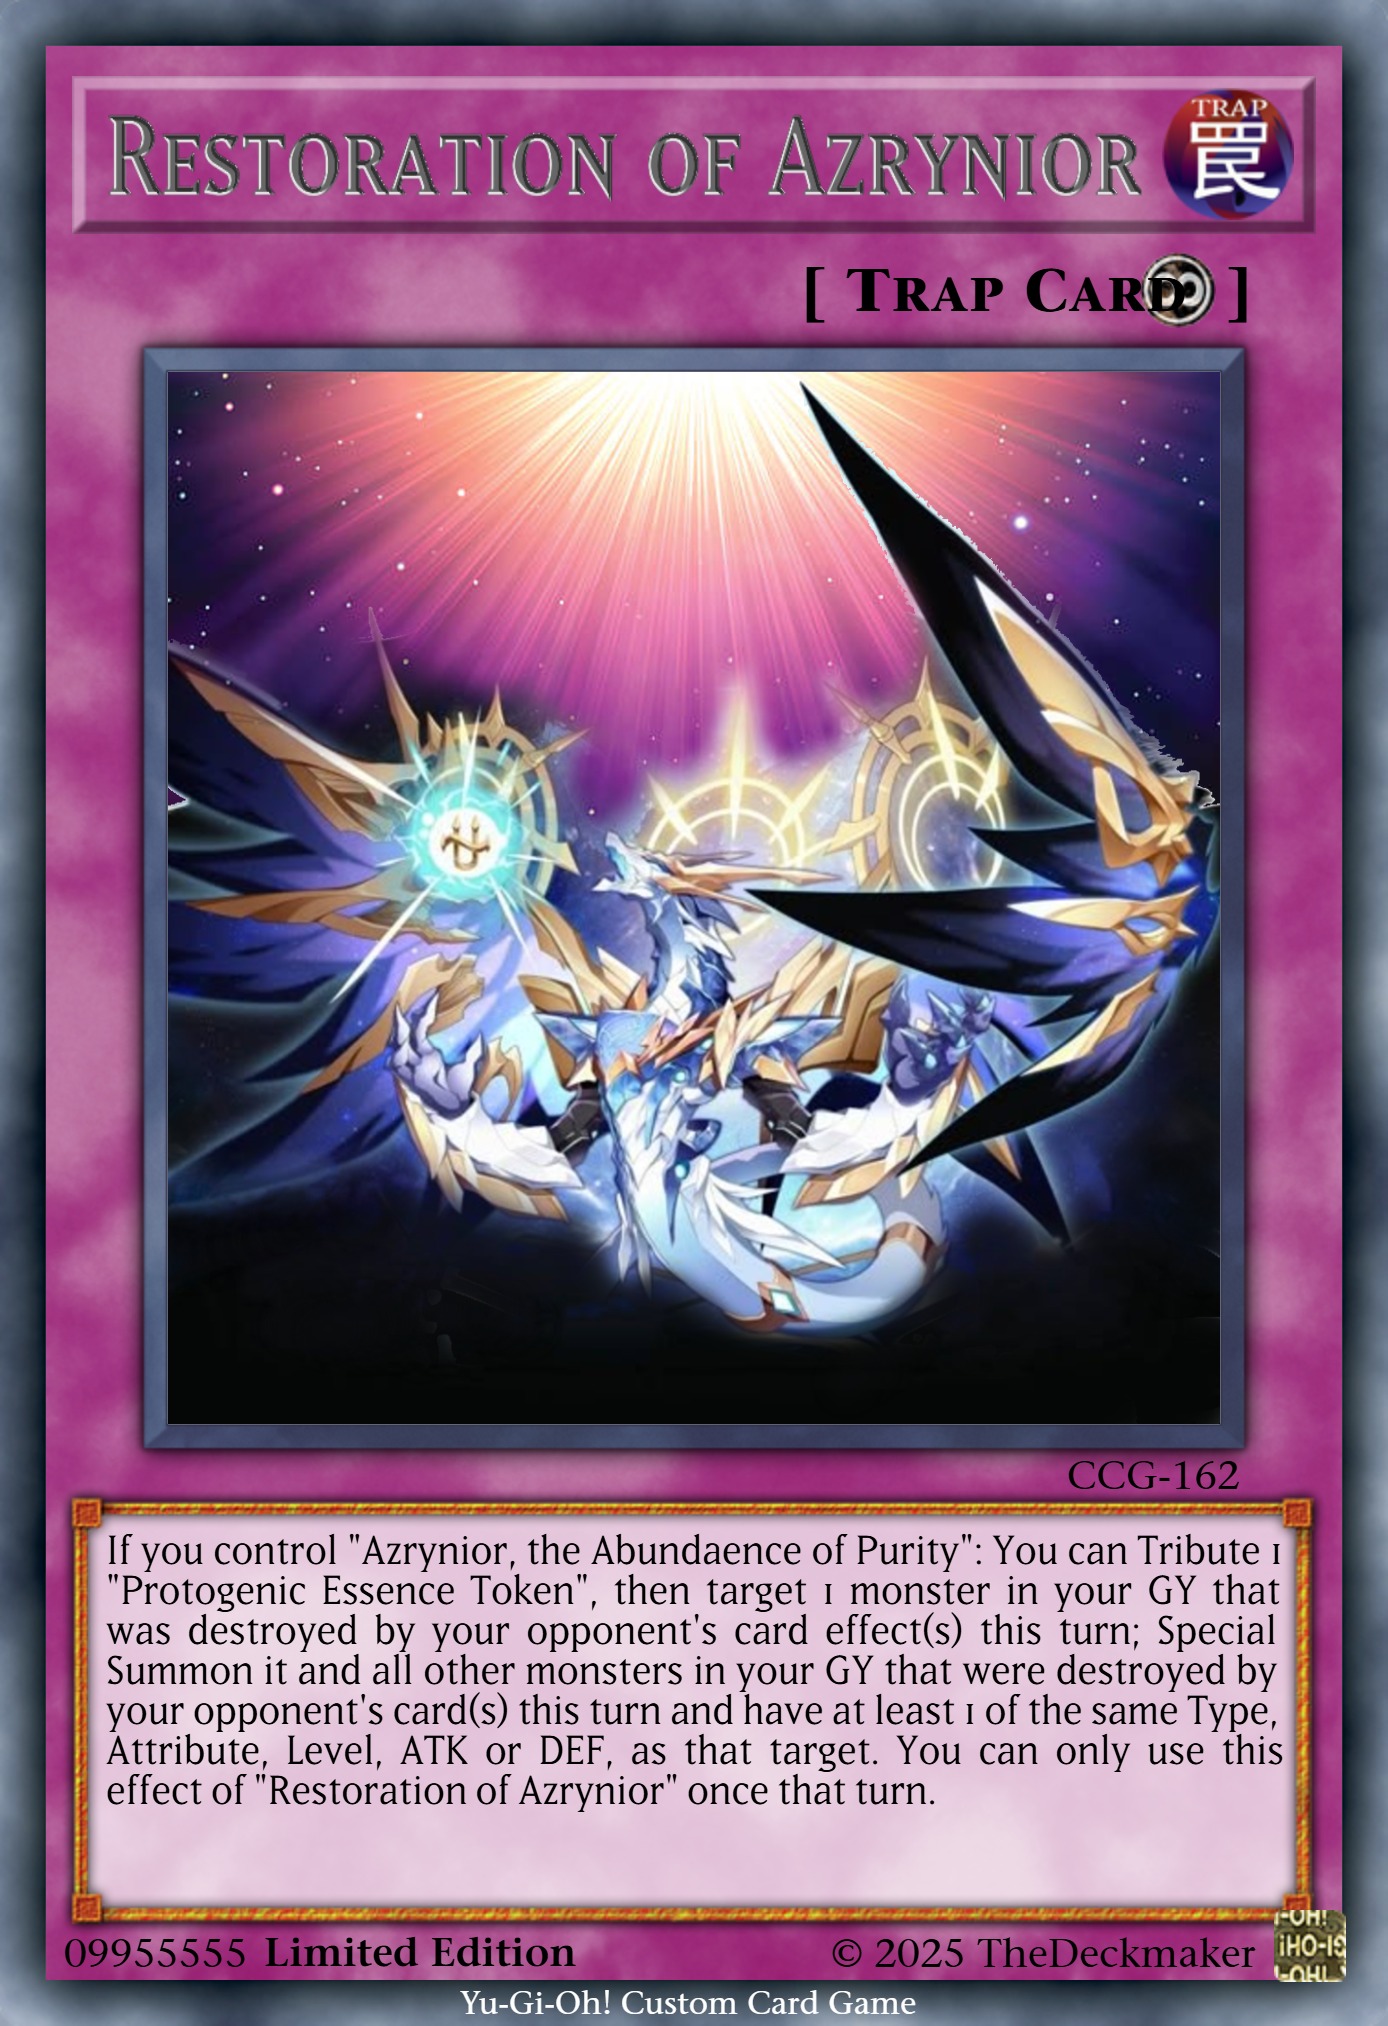 RESTORATION OF AZRYNIOR
TRAP
罠
[ TRAP CARD ]
CCG-162
If you control "Azrynior, the Abundaence of Purity": You can Tribute 1
"Protogenic Essence Token", then target 1 monster in your GY that
was destroyed by your opponent's card effect(s) this turn; Special
Summon it and all other monsters in your GY that were destroyed by
your opponent's card(s) this turn and have at least 1 of the same Type,
Attribute, Level, ATK or DEF, as that target. You can only use this
effect of "Restoration of Azrynior" once that turn.
09955555 Limited Edition
© 2025 TheDeckmaker
Yu-Gi-Oh! Custom Card Game